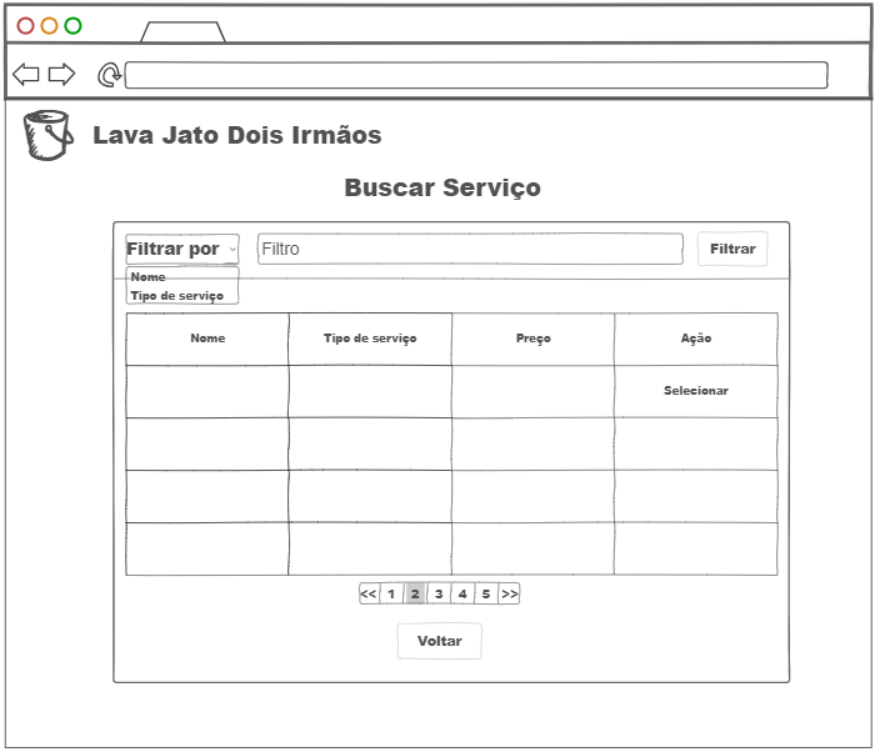 Lava Jato Dois Irmãos
Buscar Serviço
Filtrar por Filtro Filtrar
Nome
Tipo de serviço
Nome Tipo de serviço Preço Ação
Selecionar
<< 1 2 3 4 5 >>
Voltar